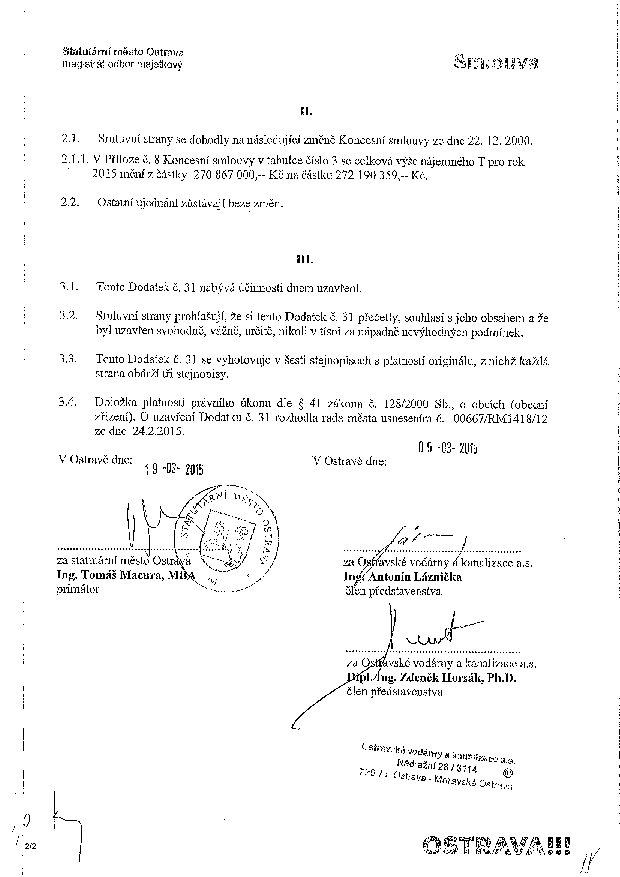 Statutární město Ostrava
magistrát odbor majetkový
Smlouva
II.
2.1. Smluvní strany se dohodly na následující změně Koncesní smlouvy ze dne 22. 12. 2000.
2.1.1. V Příloze č. 8 Koncesní smlouvy v tabulce číslo 3 se celková výše nájemného T pro rok
2015 mění z částky 270 867 000,-- Kč na částku 272 190 359,-- Kč.
2.2. Ostatní ujednání zůstávají beze změn.
III.
3.1. Tento Dodatek č. 31 nabývá účinnosti dnem uzavření.
3.2. Smluvní strany prohlašují, že si tento Dodatek č. 31 přečetly, souhlasí s jeho obsahem a že
byl uzavřen svobodně, vážně, určitě, nikoli v tísni za nápadně nevýhodných podmínek.
3.3. Tento Dodatek č. 31 se vyhotovuje v šesti stejnopisech s platností originálu, z nichž každá
strana obdrží tři stejnopisy.
3.4. Doložka platnosti právního úkonu dle § 41 zákona č. 128/2000 Sb., o obcích (obecní
zřízení). O uzavření Dodatku č. 31 rozhodla rada města usnesením č. 00667/RM1418/12
ze dne 24.2.2015.
V Ostravě dne: 19 -03- 2015
V Ostravě dne: 05 -03- 2015
STATUTÁRNÍ MĚSTO OSTRAVA
za statutární město Ostrava
Ing. Tomáš Macura, MBA
primátor
za Ostravské vodárny a kanalizace a.s.
Ing. Antonín Láznička
člen představenstva
za Ostravské vodárny a kanalizace a.s.
Dipl. Ing. Zdeněk Horsák, Ph.D.
člen představenstva
Ostravské vodárny a kanalizace a.s.
Nádražní 28 / 3114
Ostrava - Moravská Ostrava
2/2
OSTRAVA!!!